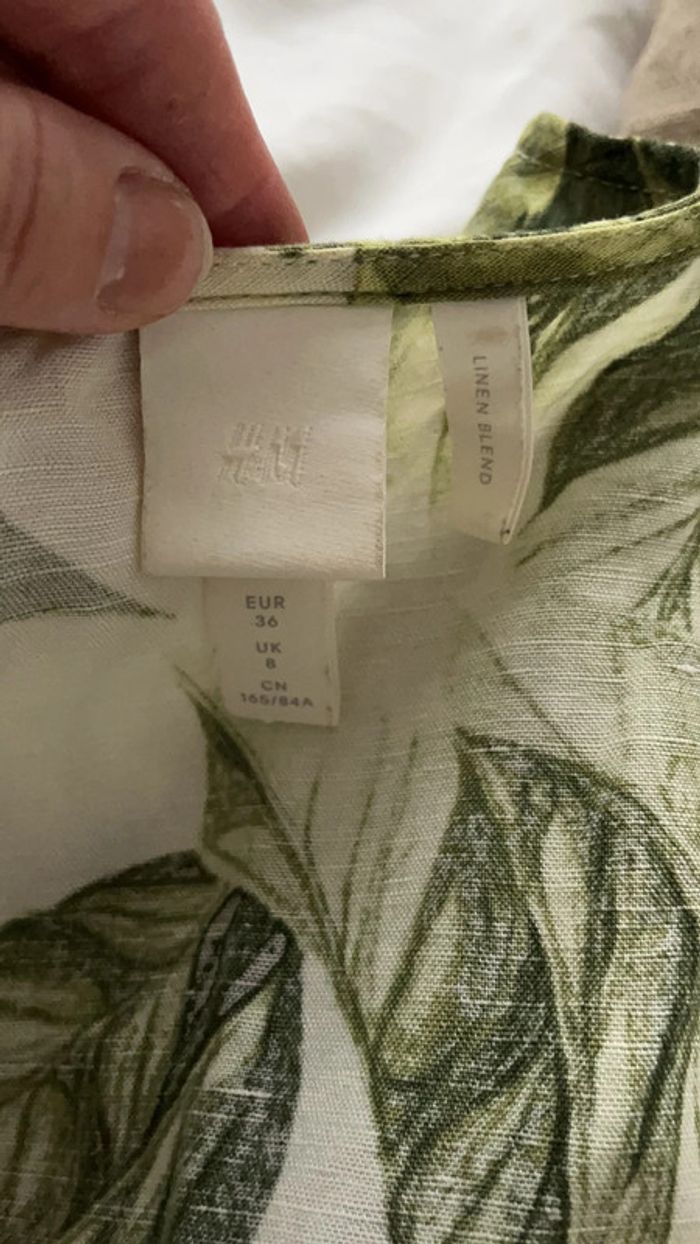 H&M
LINEN BLEND
EUR
36
UK
8
CN
165/84A